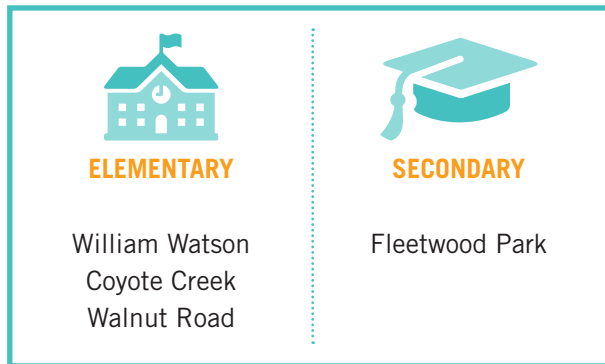 ELEMENTARY
William Watson
Coyote Creek
Walnut Road
SECONDARY
Fleetwood Park